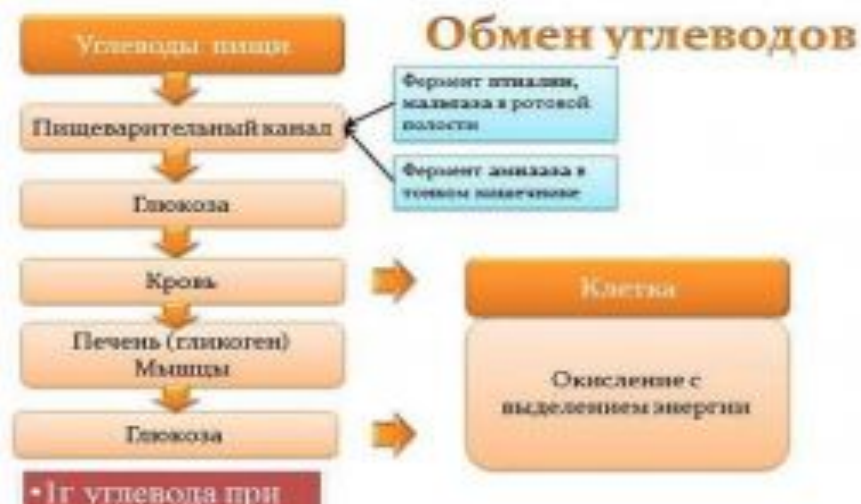 Обмен углеводов
Углеводы пищи
Фермент птиалин,
мальтаза в ротовой
полости
Пищеварительный канал
Фермент амилаза в
тонком кишечнике
Глюкоза
Кровь
Клетка
Печень (гликоген)
Мышцы
Окисление с
выделением энергии
Глюкоза
•1г углевода при